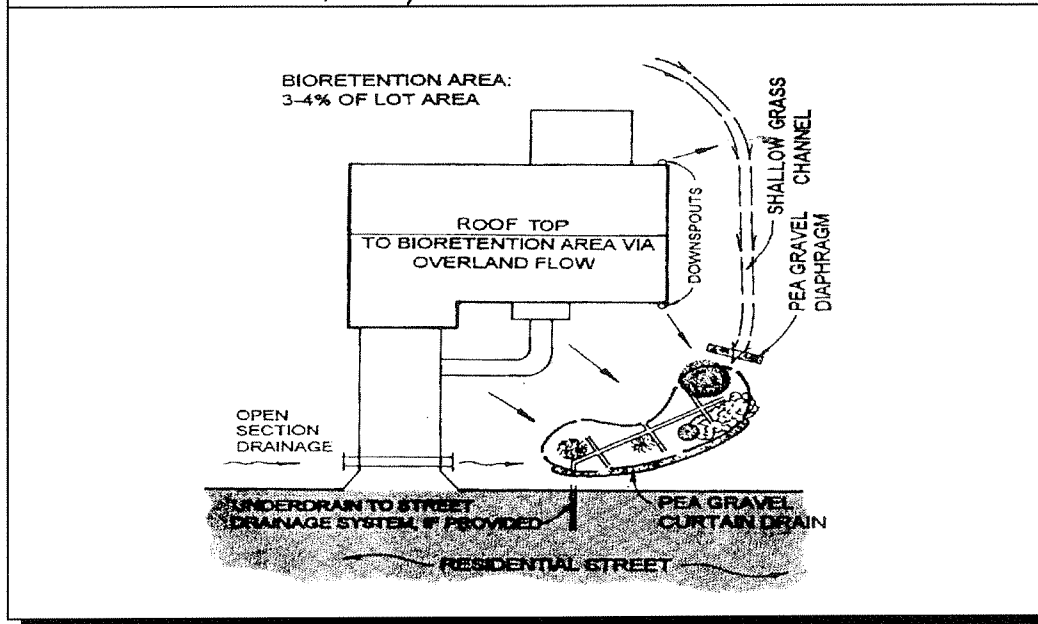 BIORETENTION AREA:
3-4% OF LOT AREA
SHALLOW GRASS
CHANNEL
PEA GRAVEL
DIAPHRAGM
DOWNSPOUTS
ROOF TOP
TO BIORETENTION AREA VIA
OVERLAND FLOW
OPEN
SECTION
DRAINAGE
UNDERDRAIN TO STREET
DRAINAGE SYSTEM, IF PROVIDED
PEA GRAVEL
CURTAIN DRAIN
RESIDENTIAL STREET